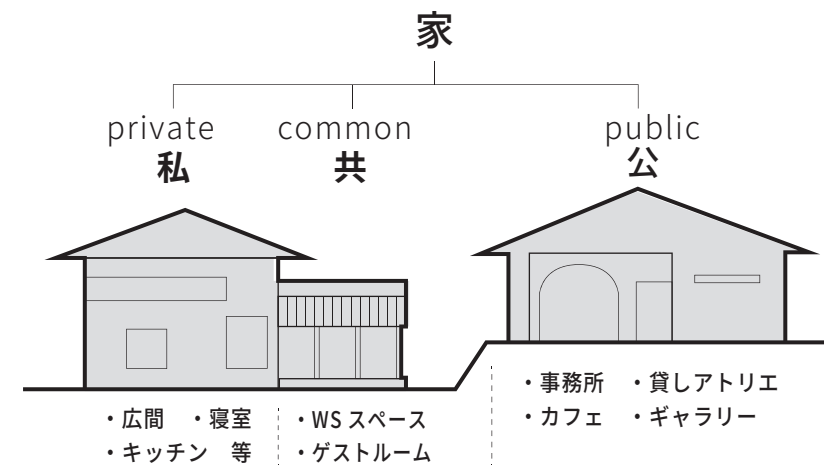 家
private common public
私 共 公
・広間 ・寝室
・キッチン 等
・WS スペース
・ゲストルーム
・事務所 ・貸しアトリエ
・カフェ ・ギャラリー